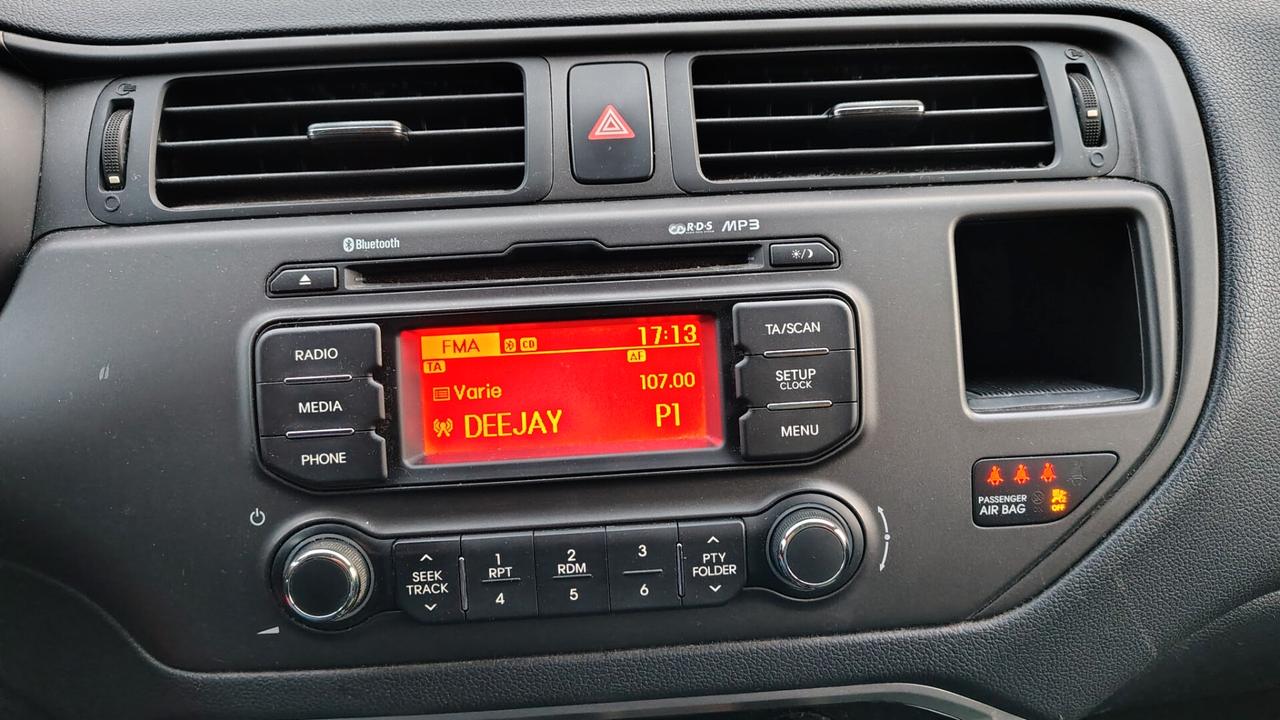 Bluetooth
CD R·D·S MP3
RADIO
MEDIA
PHONE
FMA CD 17:13
TA AF
Varie 107.00
DEEJAY P1
TA/SCAN
SETUP
CLOCK
MENU
PASSENGER
AIR BAG
OFF
SEEK
TRACK
1
RPT
4
2
RDM
5
3
6
PTY
FOLDER